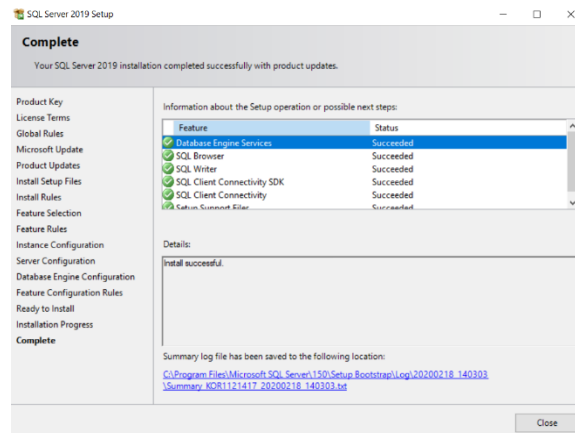 SQL Server 2019 Setup
Complete
Your SQL Server 2019 installation completed successfully with product updates.
Product Key
License Terms
Global Rules
Microsoft Update
Product Updates
Install Setup Files
Install Rules
Feature Selection
Feature Rules
Instance Configuration
Server Configuration
Database Engine Configuration
Feature Configuration Rules
Ready to Install
Installation Progress
Complete
Information about the Setup operation or possible next steps:
Feature Status
Database Engine Services Succeeded
SQL Browser Succeeded
SQL Writer Succeeded
SQL Client Connectivity SDK Succeeded
SQL Client Connectivity Succeeded
Setup Support Files Succeeded
Details:
Install successful.
Summary log file has been saved to the following location:
C:\Program Files\Microsoft SQL Server\150\Setup Bootstrap\Log\20200218_140303
\Summary_KOR1121417_20200218_140303.txt
Close